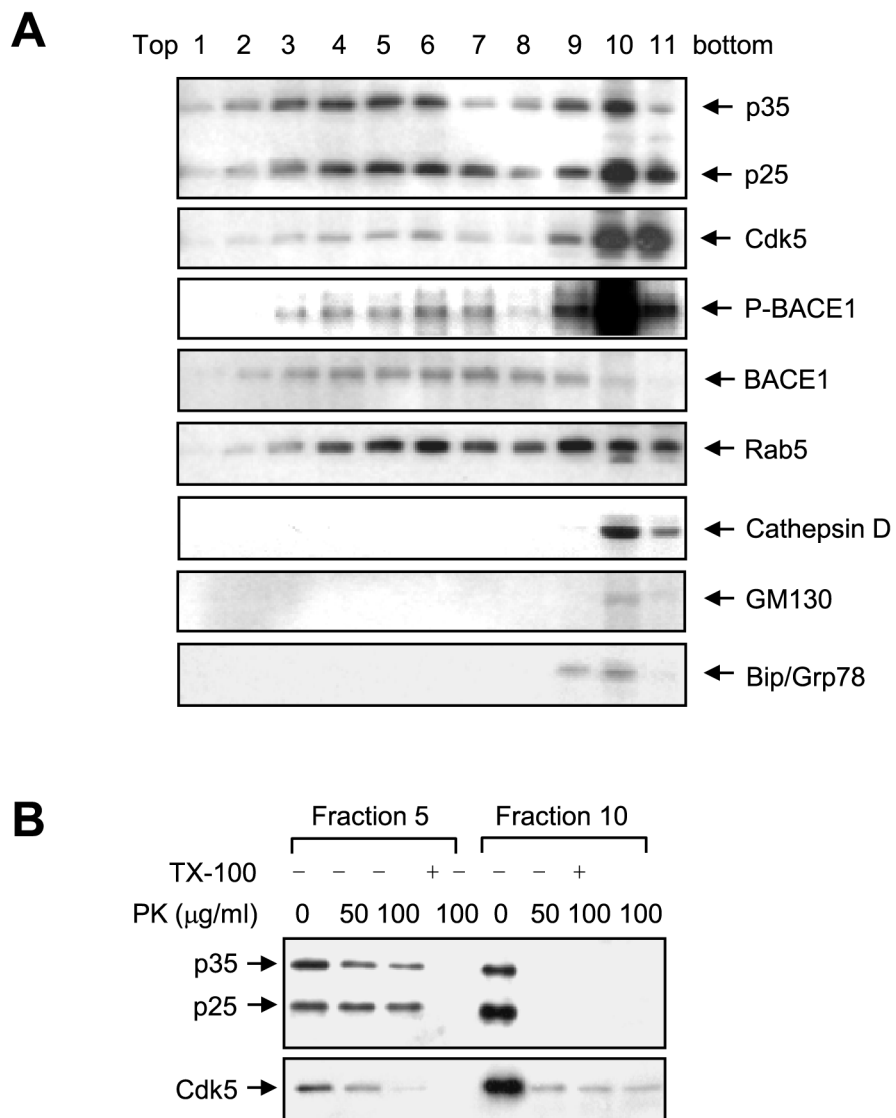 A
Top 1 2 3 4 5 6 7 8 9 10 11 bottom
p35
p25
Cdk5
P-BACE1
BACE1
Rab5
Cathepsin D
GM130
Bip/Grp78
B
Fraction 5 Fraction 10
TX-100 – – – + – – – +
PK (μg/ml) 0 50 100 100 0 50 100 100
p35
p25
Cdk5